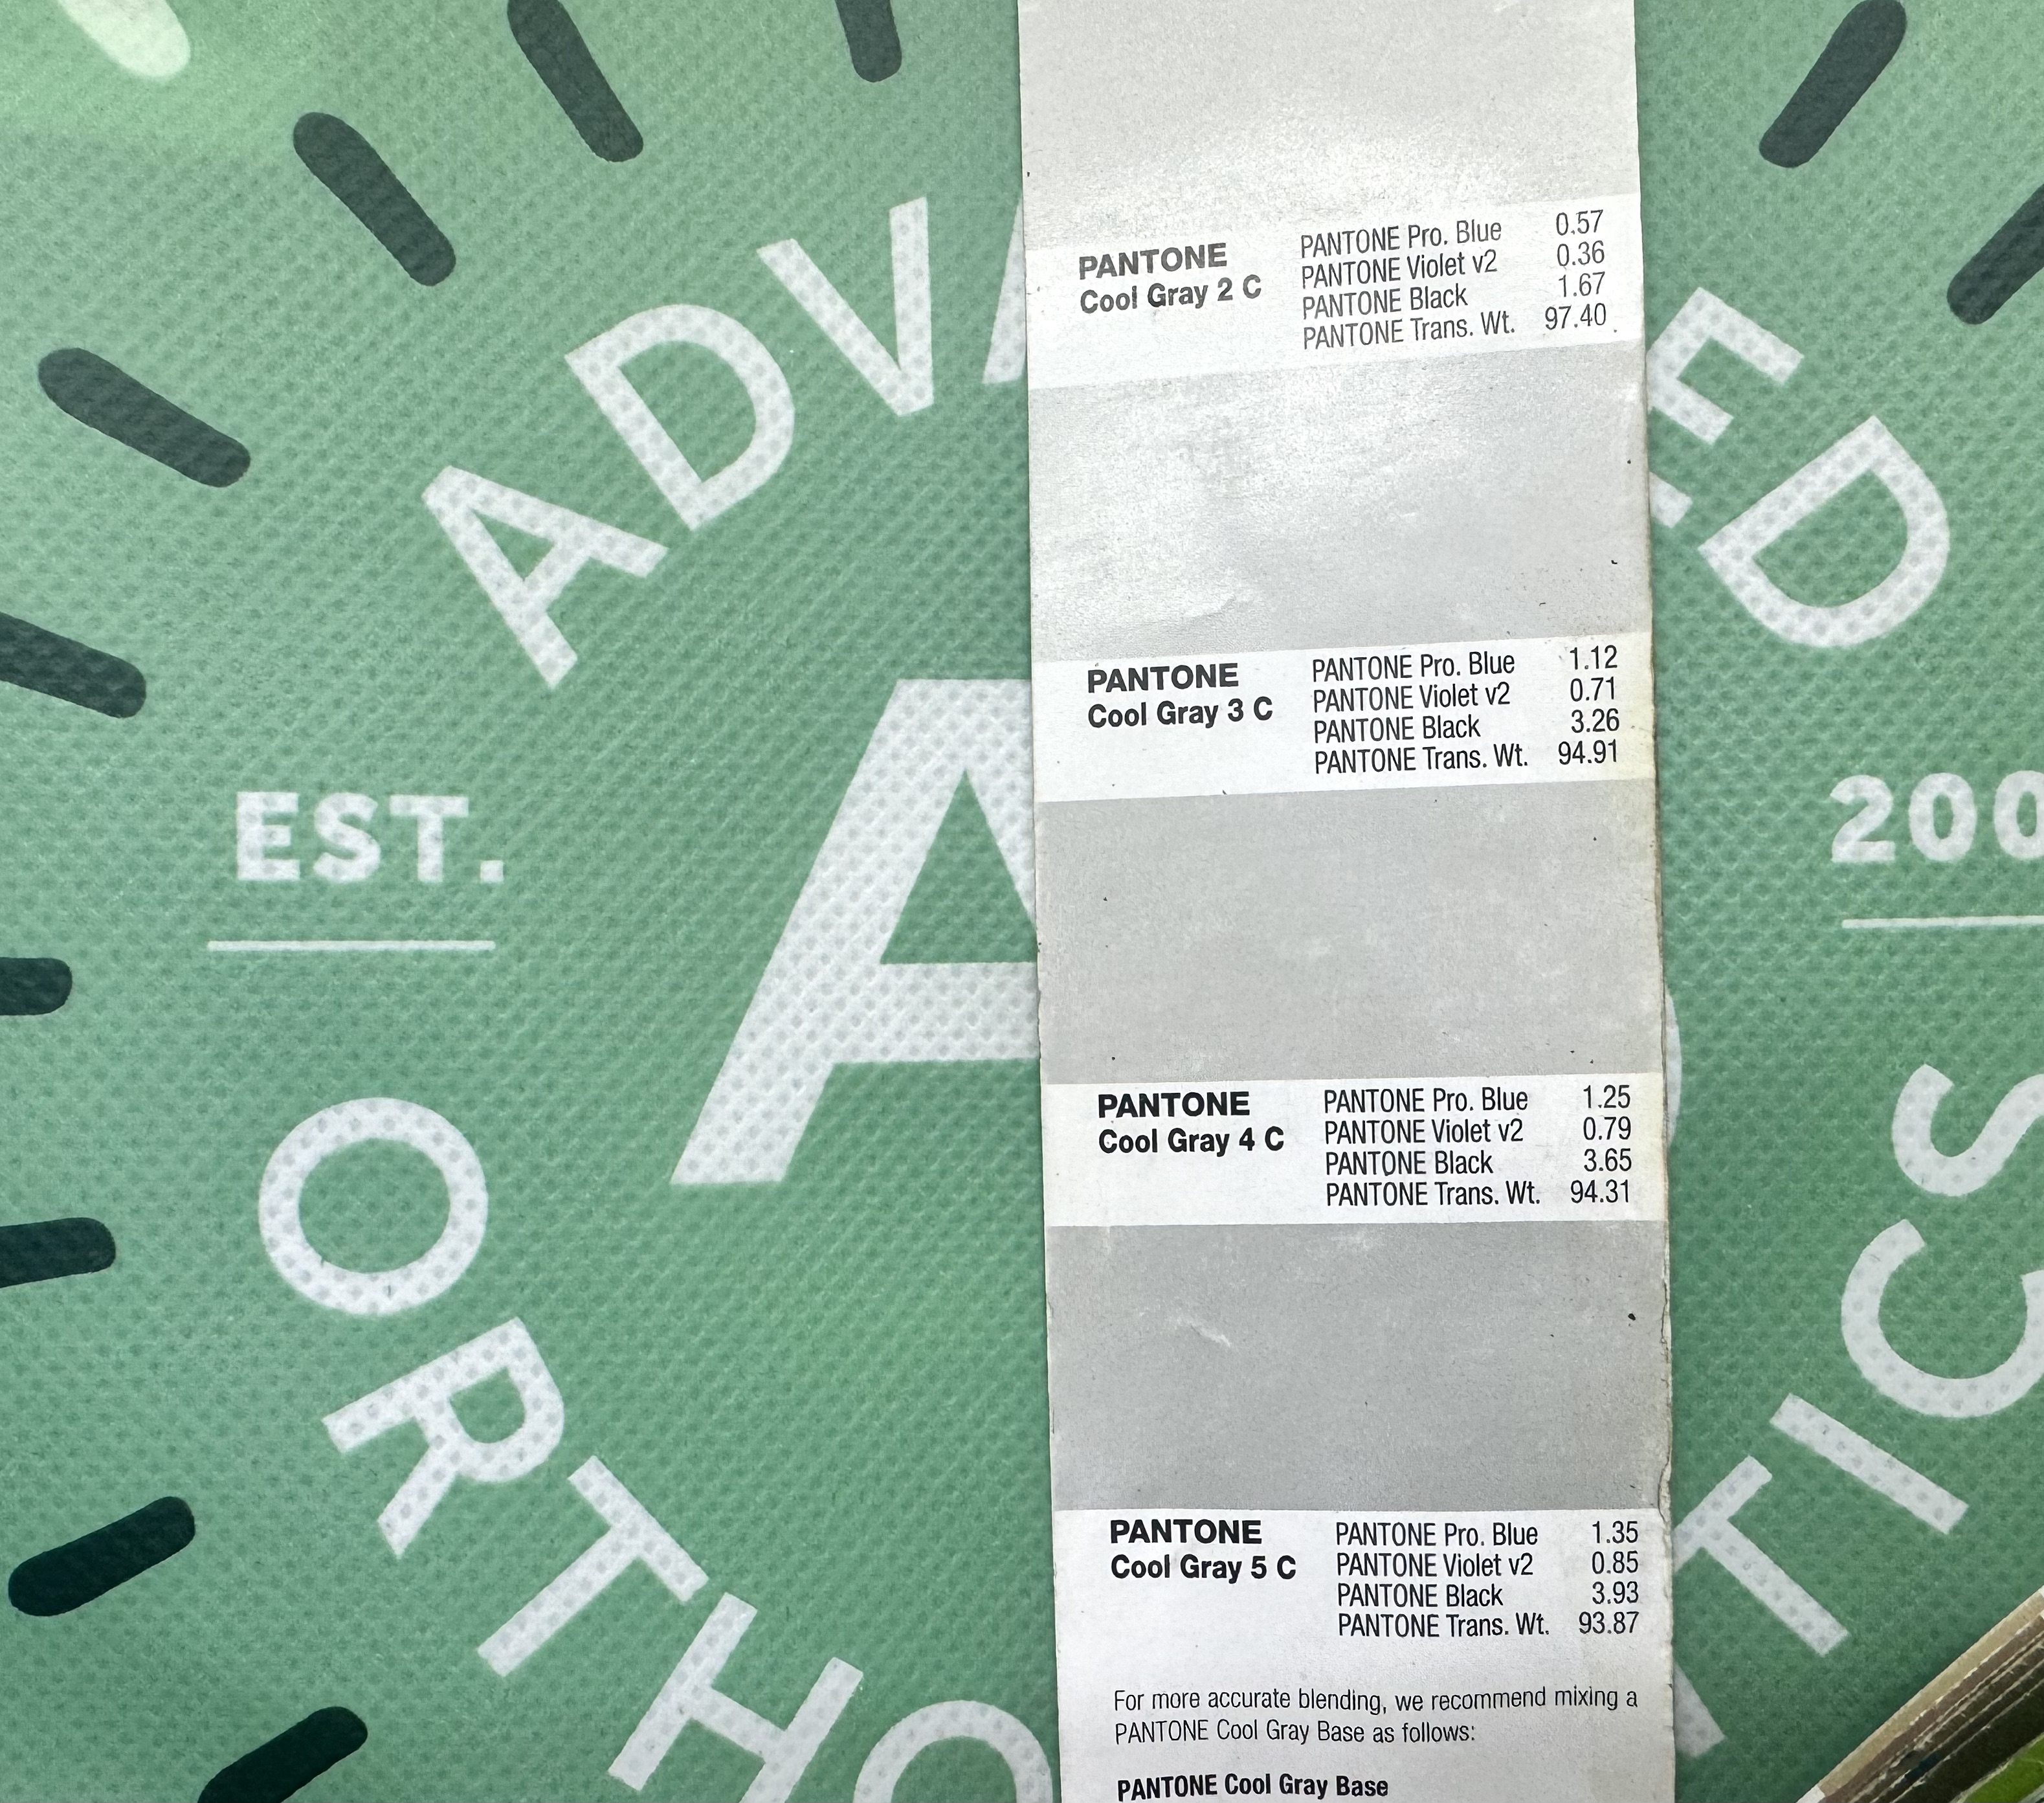 ADV
ED
EST.
200
A
ORTHO
TICS
PANTONE
Cool Gray 2 C
PANTONE Pro. Blue 0.57
PANTONE Violet v2 0.36
PANTONE Black 1.67
PANTONE Trans. Wt. 97.40
PANTONE
Cool Gray 3 C
PANTONE Pro. Blue 1.12
PANTONE Violet v2 0.71
PANTONE Black 3.26
PANTONE Trans. Wt. 94.91
PANTONE
Cool Gray 4 C
PANTONE Pro. Blue 1.25
PANTONE Violet v2 0.79
PANTONE Black 3.65
PANTONE Trans. Wt. 94.31
PANTONE
Cool Gray 5 C
PANTONE Pro. Blue 1.35
PANTONE Violet v2 0.85
PANTONE Black 3.93
PANTONE Trans. Wt. 93.87
For more accurate blending, we recommend mixing a
PANTONE Cool Gray Base as follows:
PANTONE Cool Gray Base